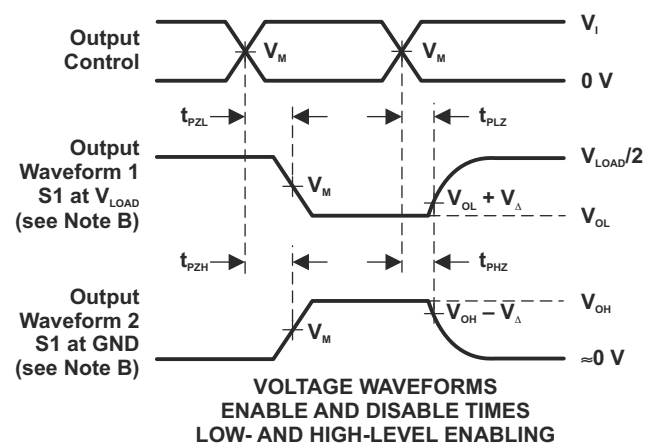 Output
Control
V_M
V_M
V_I
0 V
t_PZL
t_PLZ
Output
Waveform 1
S1 at V_LOAD
(see Note B)
V_M
V_OL + V_Δ
V_LOAD/2
V_OL
t_PZH
t_PHZ
Output
Waveform 2
S1 at GND
(see Note B)
V_M
V_OH – V_Δ
V_OH
≈0 V
VOLTAGE WAVEFORMS
ENABLE AND DISABLE TIMES
LOW- AND HIGH-LEVEL ENABLING